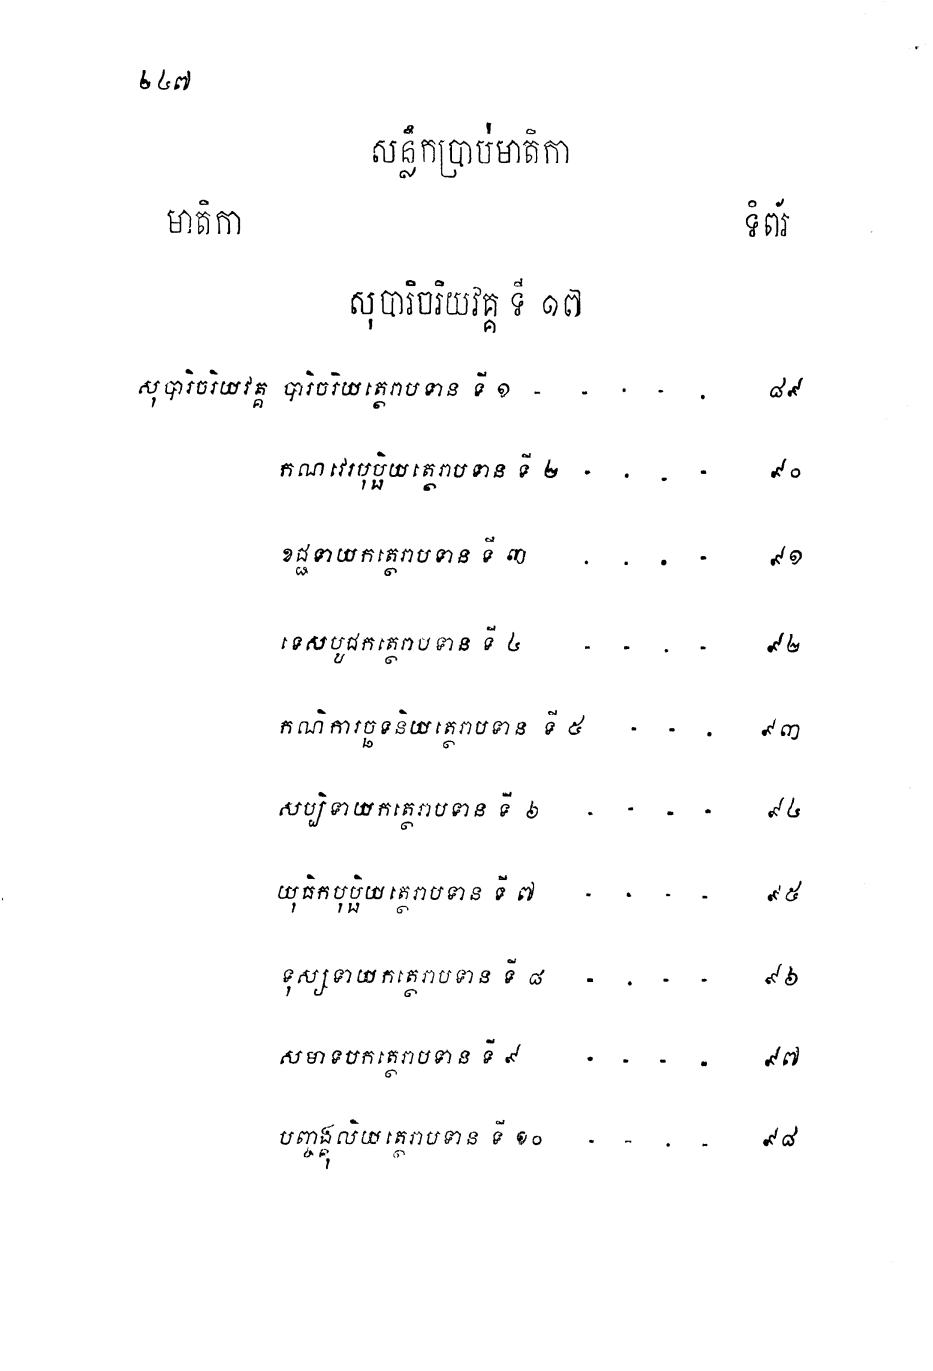 ២៤៧
សន្លឹកប្រាប់មាតិកា
មាតិកា ទំព័រ
សុបារិចរិយវគ្គ ទី ១៧
សុបារិចរិយវគ្គ បារិចរិយត្ថេរាបទាន ទី ១ - - · - . ៨៩
កណវេរបុប្ផិយត្ថេរាបទាន ទី ២ - . . - ៩០
ខជ្ជទាយកត្ថេរាបទាន ទី ៣ . . . - ៩១
ទេសបូជកត្ថេរាបទាន ទី ៤ - - . - ៩២
កណិការច្ឆទនិយត្ថេរាបទាន ទី ៥ - - . ៩៣
សប្បិទាយកត្ថេរាបទាន ទី ៦ . - - - ៩៤
យុធិកបុប្ផិយត្ថេរាបទាន ទី ៧ - . - - ៩៥
ទុស្សទាយកត្ថេរាបទាន ទី ៨ - . - - ៩៦
សមាទបកត្ថេរាបទាន ទី ៩ . - - . ៩៧
បញ្ចង្គុលិយត្ថេរាបទាន ទី ១០ - - . - ៩៨